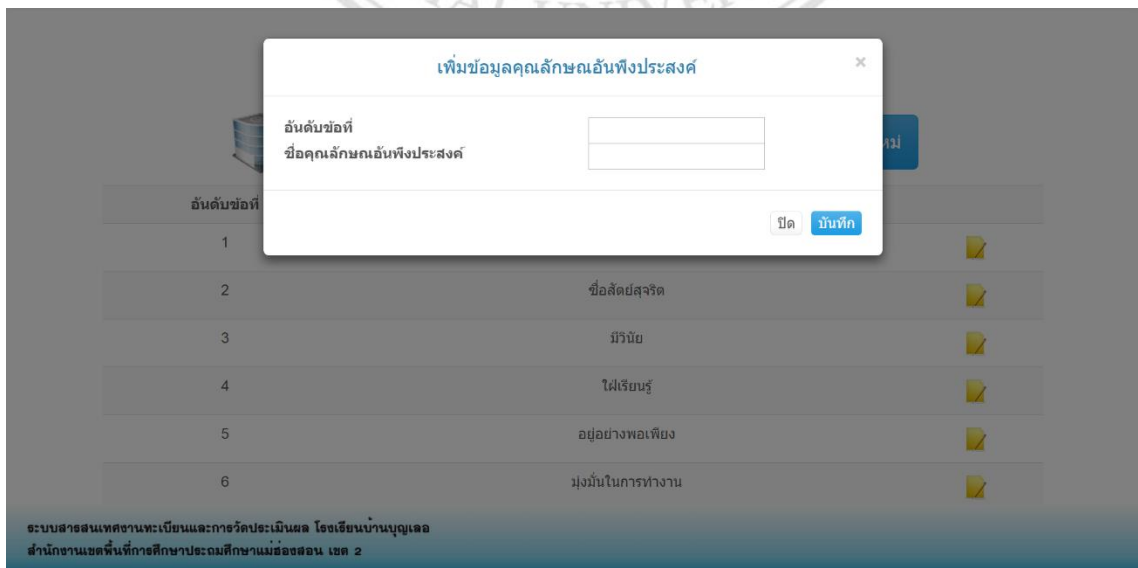 เพิ่มข้อมูลคุณลักษณอันพึงประสงค์ ×
อันดับข้อที่
ชื่อคุณลักษณะอันพึงประสงค์
ใหม่
ปิด บันทึก
อันดับข้อที่
1
2 ซื่อสัตย์สุจริต
3 มีวินัย
4 ใฝ่เรียนรู้
5 อยู่อย่างพอเพียง
6 มุ่งมั่นในการทำงาน
ระบบสารสนเทศงานทะเบียนและการวัดประเมินผล โรงเรียนบ้านบุญเลอ
สำนักงานเขตพื้นที่การศึกษาประถมศึกษาแม่ฮ่องสอน เขต 2